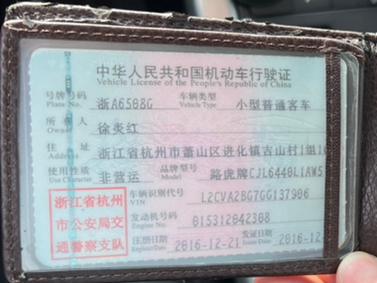 中华人民共和国机动车行驶证
Vehicle License of the People's Republic of China
号牌号码 Plate No. 浙A6508G 车辆类型 Vehicle Type 小型普通客车
所有人 Owner 徐炎红
住址 Address 浙江省杭州市萧山区进化镇吉山村
使用性质 Use Character 非营运 品牌型号 Model 路虎牌
浙江省杭州 车辆识别代号 VIN L2CVA2BG7GG137906
市公安局交 发动机号码 Engine No. 015312042308
通警察支队 注册日期 Register Date 2016-12-21 发证日期 Issue Date 2016-12